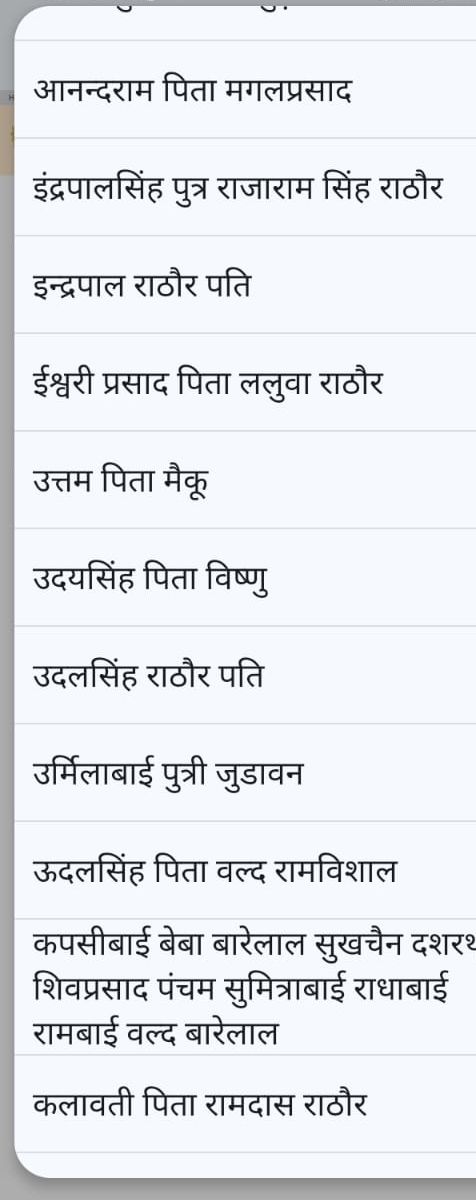 आनन्दराम पिता मगलप्रसाद
इंद्रपालसिंह पुत्र राजाराम सिंह राठौर
इन्द्रपाल राठौर पति
ईश्वरी प्रसाद पिता ललुवा राठौर
उत्तम पिता मैकू
उदयसिंह पिता विष्णु
उदलसिंह राठौर पति
उर्मिलाबाई पुत्री जुडावन
ऊदलसिंह पिता वल्द रामविशाल
कपसीबाई बेबा बारेलाल सुखचैन दशरथ
शिवप्रसाद पंचम सुमित्राबाई राधाबाई
रामबाई वल्द बारेलाल
कलावती पिता रामदास राठौर